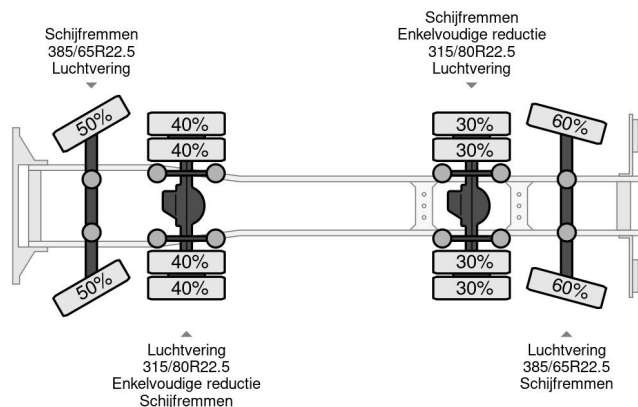 Schijfremmen
385/65R22.5
Luchtvering
Schijfremmen
Enkelvoudige reductie
315/80R22.5
Luchtvering
50%
40%
40%
30%
30%
60%
50%
40%
40%
30%
30%
60%
Luchtvering
315/80R22.5
Enkelvoudige reductie
Schijfremmen
Luchtvering
385/65R22.5
Schijfremmen